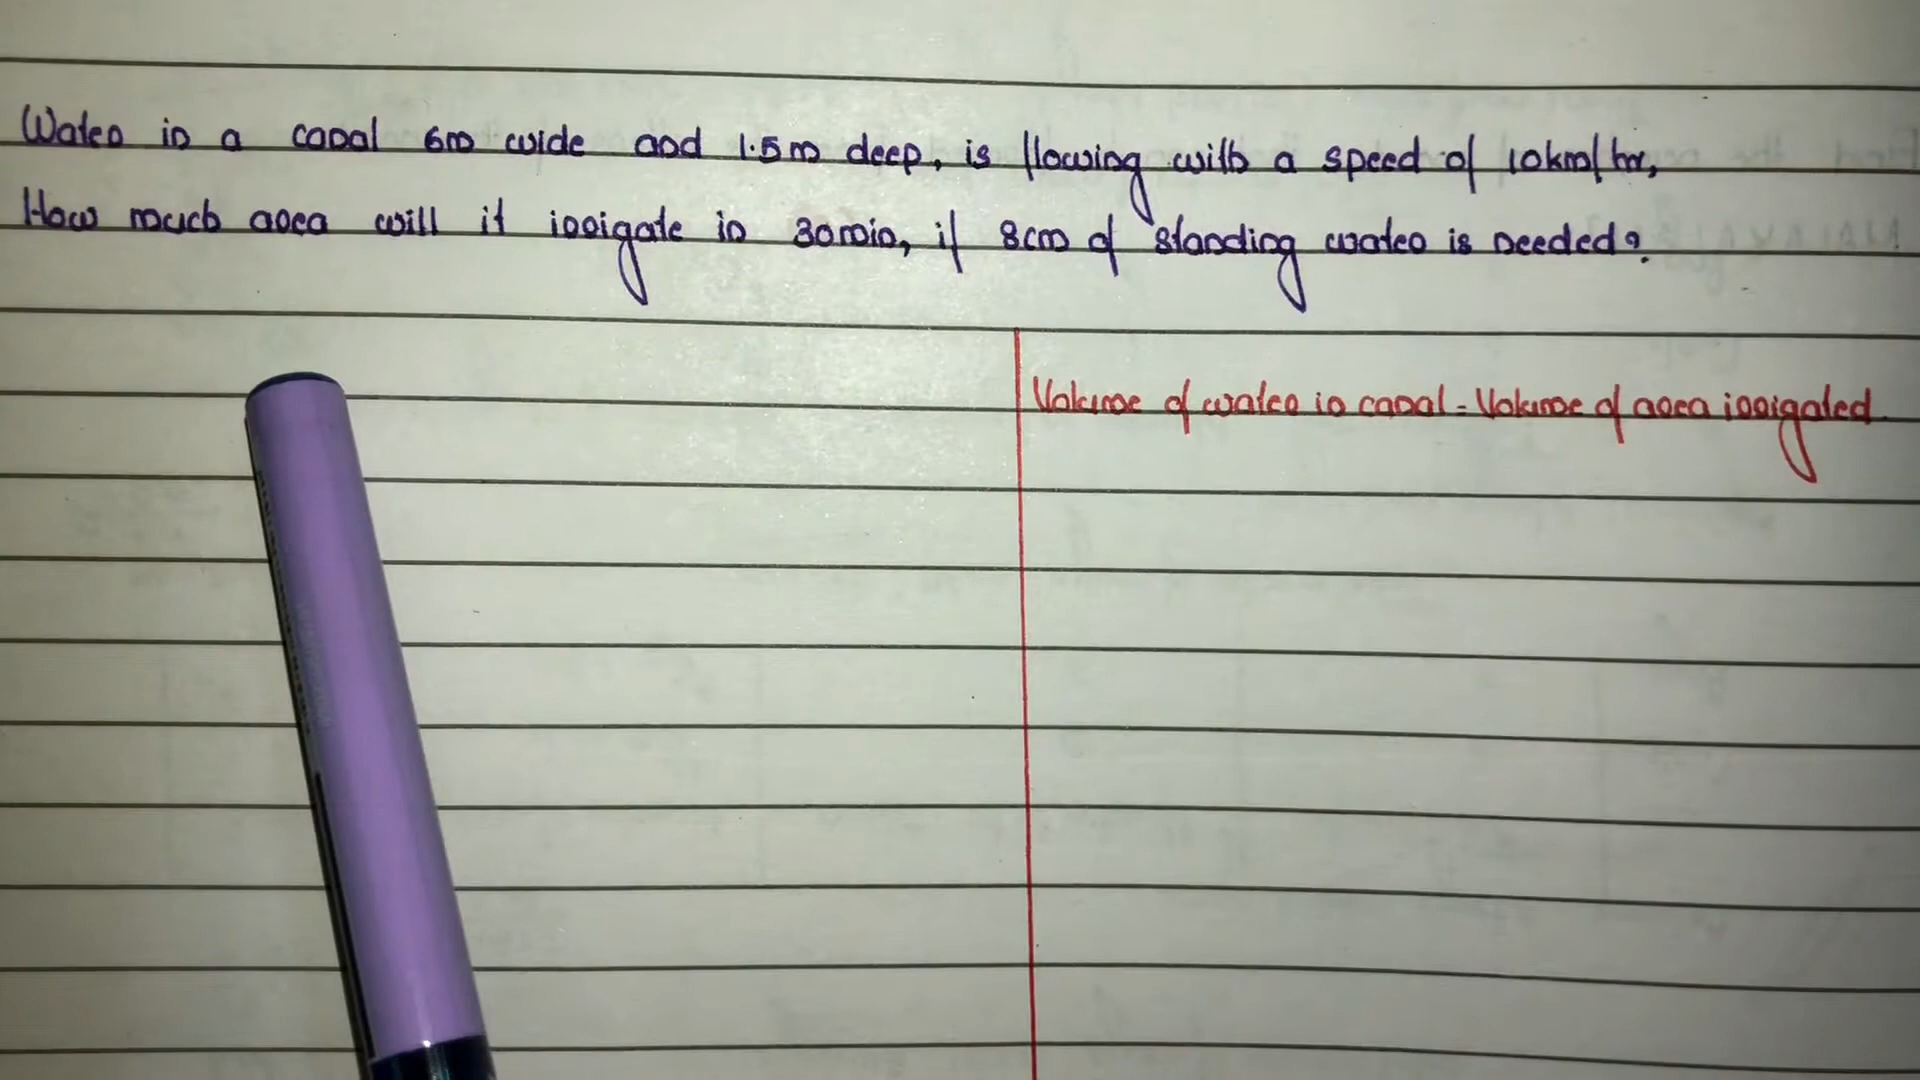 Water in a canal 6m wide and 1.5m deep, is flowing with a speed of 10km/hr,
How much area will it irrigate in 30min, if 8cm of standing water is needed?
Volume of water in canal = Volume of area irrigated